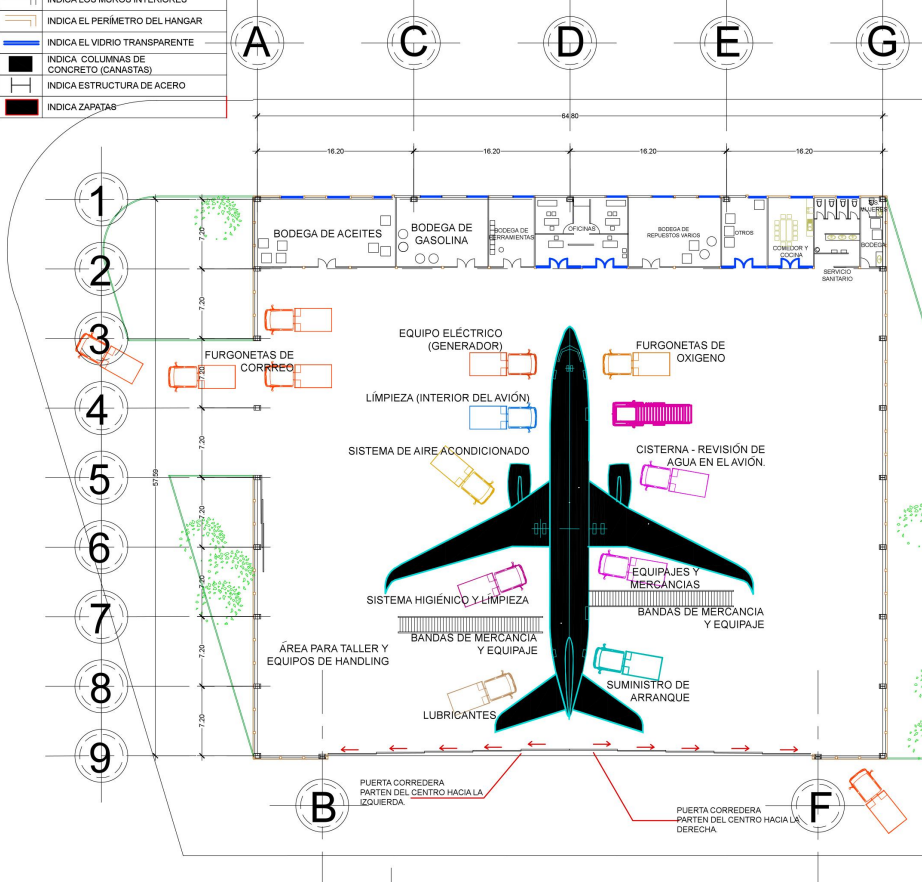 INDICA LOS MUROS INTERIORES
INDICA EL PERÍMETRO DEL HANGAR
INDICA EL VIDRIO TRANSPARENTE
INDICA COLUMNAS DE
CONCRETO (CANASTAS)
INDICA ESTRUCTURA DE ACERO
INDICA ZAPATAS
A
C
D
E
G
64.80
16.20
16.20
16.20
16.20
1
2
3
4
5
6
7
8
9
7.20
7.20
7.20
7.20
7.20
7.20
7.20
7.20
57.59
BODEGA DE ACEITES
BODEGA DE
GASOLINA
BODEGA DE
HERRAMIENTAS
OFICINAS
BODEGA DE
REPUESTOS VARIOS
OTROS
COMEDOR Y
COCINA
SERVICIO
SANITARIO
MUJERES
BODEGA
FURGONETAS DE
CORRREO
EQUIPO ELÉCTRICO
(GENERADOR)
FURGONETAS DE
OXIGENO
LÍMPIEZA (INTERIOR DEL AVIÓN)
SISTEMA DE AIRE ACONDICIONADO
CISTERNA - REVISIÓN DE
AGUA EN EL AVIÓN.
EQUIPAJES Y
MERCANCIAS
SISTEMA HIGIÉNICO Y LÍMPIEZA
BANDAS DE MERCANCIA
Y EQUIPAJE
BANDAS DE MERCANCIA
Y EQUIPAJE
ÁREA PARA TALLER Y
EQUIPOS DE HANDLING
SUMINISTRO DE
ARRANQUE
LUBRICANTES
B
F
PUERTA CORREDERA
PARTEN DEL CENTRO HACIA LA
IZQUIERDA.
PUERTA CORREDERA
PARTEN DEL CENTRO HACIA LA
DERECHA.